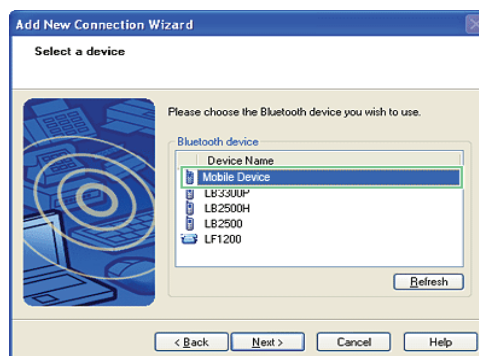 Add New Connection Wizard
Select a device
Please choose the Bluetooth device you wish to use.
Bluetooth device
Device Name
Mobile Device
LB3300P
LB2500H
LB2500
LF1200
Refresh
< Back Next > Cancel Help